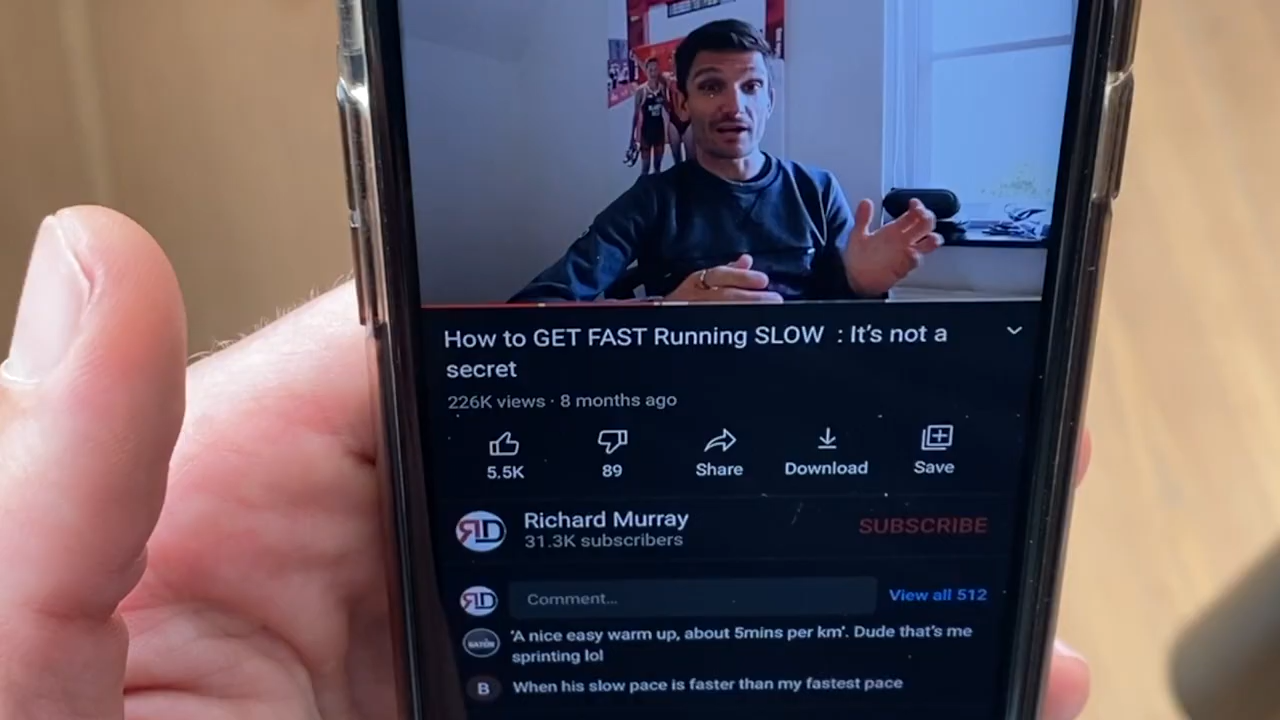 How to GET FAST Running SLOW : It's not a
secret
226K views · 8 months ago
5.5K
89
Share
Download
Save
Richard Murray
31.3K subscribers
SUBSCRIBE
Comment...
View all 512
'A nice easy warm up, about 5mins per km'. Dude that's me
sprinting lol
B
When his slow pace is faster than my fastest pace